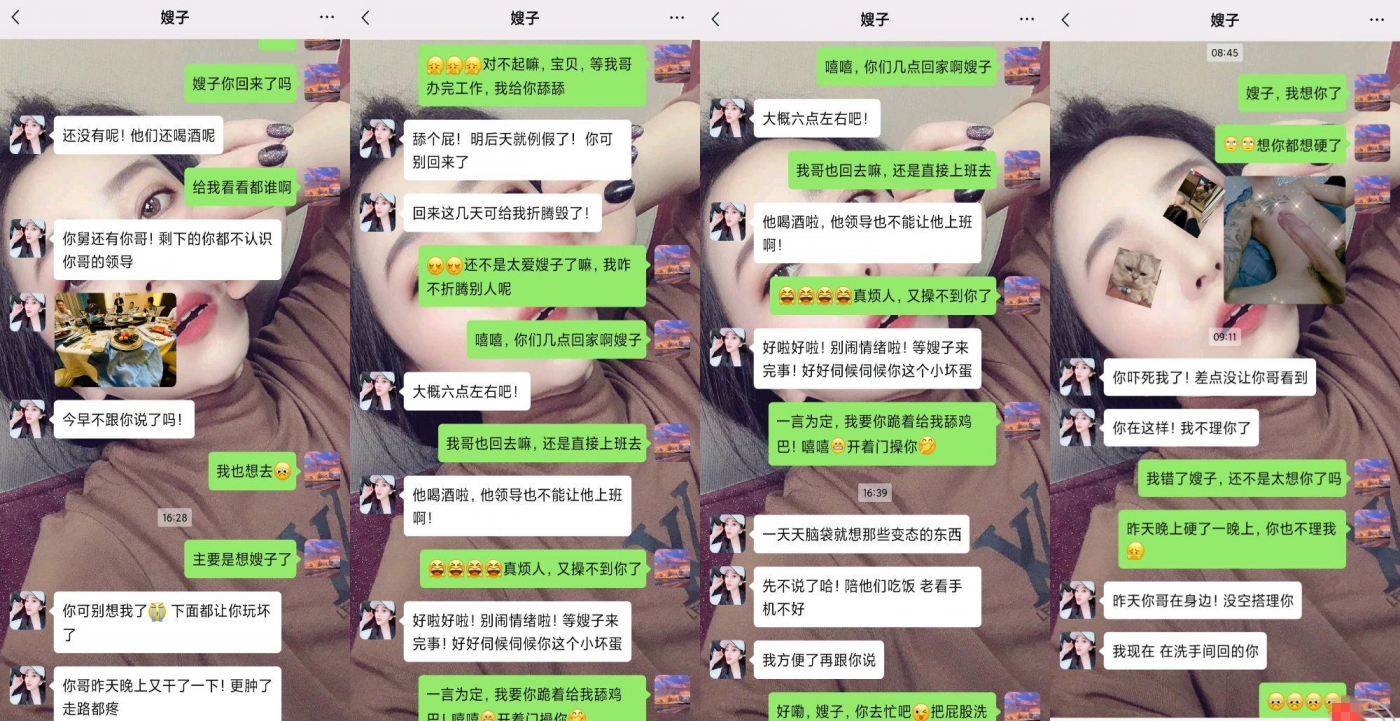 嫂子
嫂子你回来了吗
还没有呢！他们还喝酒呢
给我看看都谁啊
你舅还有你哥！剩下的你都不认识
你哥的领导
今早不跟你说了吗！
我也想去
16:28
主要是想嫂子了
你可别想我了 下面都让你玩坏
了
你哥昨天晚上又干了一下！更肿了
走路都疼
嫂子
对不起嘛，宝贝，等我哥
办完工作，我给你舔舔
舔个屁！明后天就例假了！你可
别回来了
回来这几天可给我折腾毁了！
还不是太爱嫂子了嘛，我咋
不折腾别人呢
嘻嘻，你们几点回家啊嫂子
大概六点左右吧！
我哥也回去嘛，还是直接上班去
他喝酒啦，他领导也不能让他上班
啊！
真烦人，又操不到你了
好啦好啦！别闹情绪啦！等嫂子来
完事！好好伺候伺候你这个小坏蛋
一言为定，我要你跪着给我舔鸡
巴！嘻嘻 开着门操你
嫂子
嘻嘻，你们几点回家啊嫂子
大概六点左右吧！
我哥也回去嘛，还是直接上班去
他喝酒啦，他领导也不能让他上班
啊！
真烦人，又操不到你了
好啦好啦！别闹情绪啦！等嫂子来
完事！好好伺候伺候你这个小坏蛋
一言为定，我要你跪着给我舔鸡
巴！嘻嘻 开着门操你
16:39
一天天脑袋就想那些变态的东西
先不说了哈！陪他们吃饭 老看手
机不好
我方便了再跟你说
好嘞，嫂子，你去忙吧 把屁股洗
嫂子
08:45
嫂子，我想你了
想你都想硬了
09:11
你吓死我了！差点没让你哥看到
你在这样！我不理你了
我错了嫂子，还不是太想你了吗
昨天晚上硬了一晚上，你也不理我
昨天你哥在身边！没空搭理你
我现在 在洗手间回的你